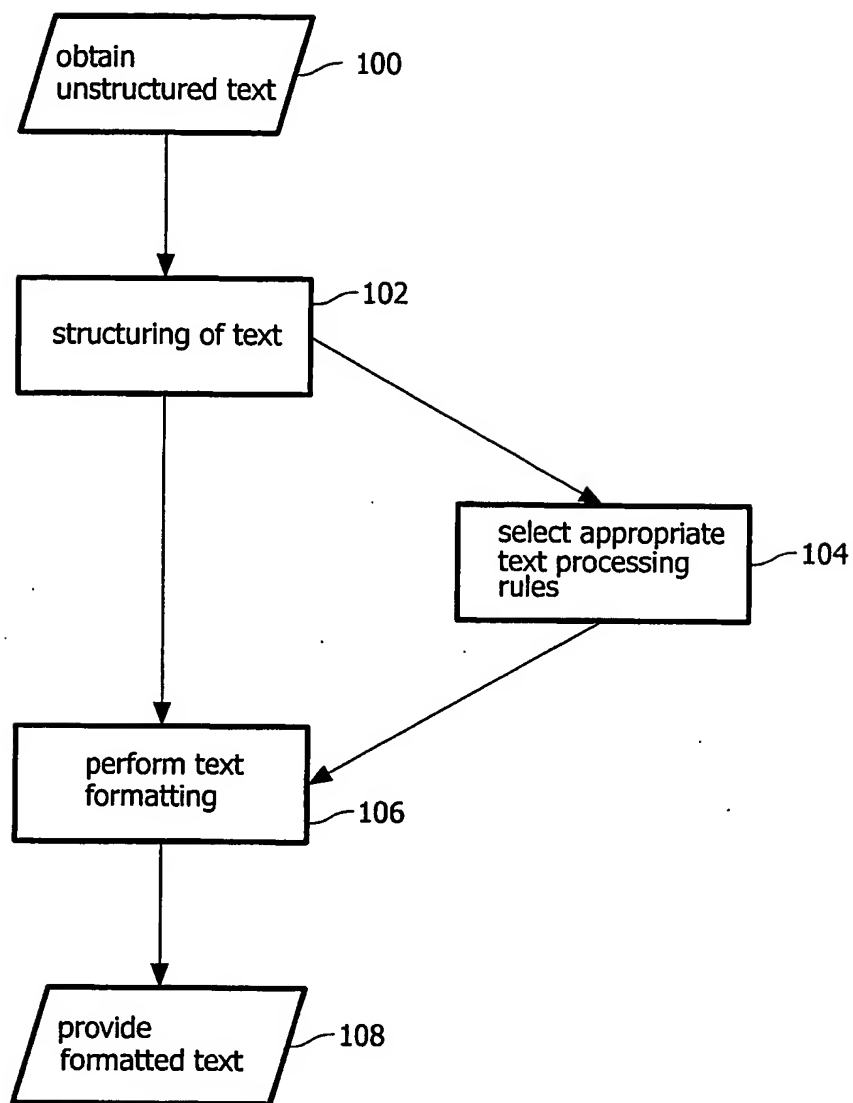 obtain
unstructured text
100
102
structuring of text
select appropriate
text processing
rules
104
perform text
formatting
106
provide
formatted text
108